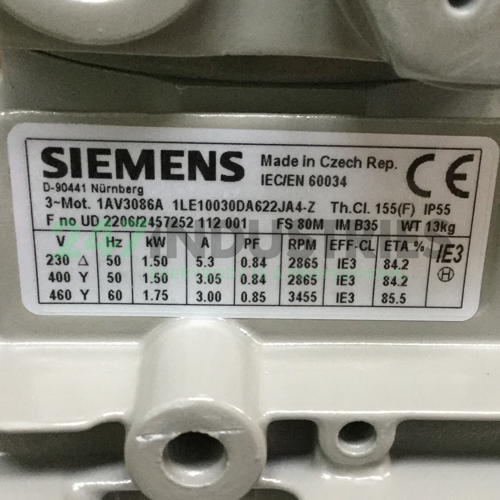 SIEMENS
Made in Czech Rep.
IEC/EN 60034
CE
D-90441 Nürnberg
3~Mot. 1AV3086A 1LE10030DA622JA4-Z Th.Cl. 155(F) IP55
F no UD 2206/2457252 112 001 FS 80M IM B35 WT 13kg
V Hz kW A PF RPM EFF-CL ETA % IE3
230 Δ 50 1.50 5.3 0.84 2865 IE3 84.2
400 Y 50 1.50 3.05 0.84 2865 IE3 84.2
460 Y 60 1.75 3.00 0.85 3455 IE3 85.5
H
247 INDUSTRIES